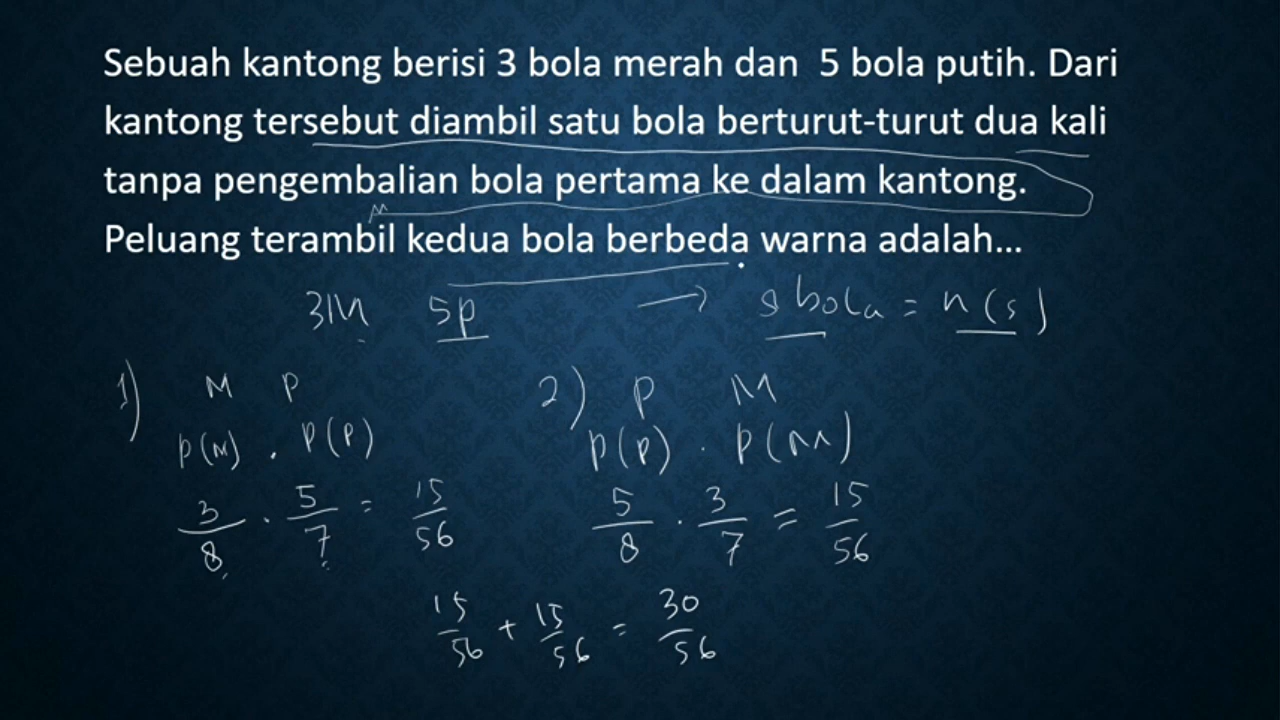 Sebuah kantong berisi 3 bola merah dan 5 bola putih. Dari
kantong tersebut diambil satu bola berturut-turut dua kali
tanpa pengembalian bola pertama ke dalam kantong.
M
Peluang terambil kedua bola berbeda warna adalah...
3M 5p → 8 bola = n(s)
1) M P 2) P M
P(M) . P(P) P(P) . P(M)
3/8 . 5/7 = 15/56 5/8 . 3/7 = 15/56
15/56 + 15/56 = 30/56